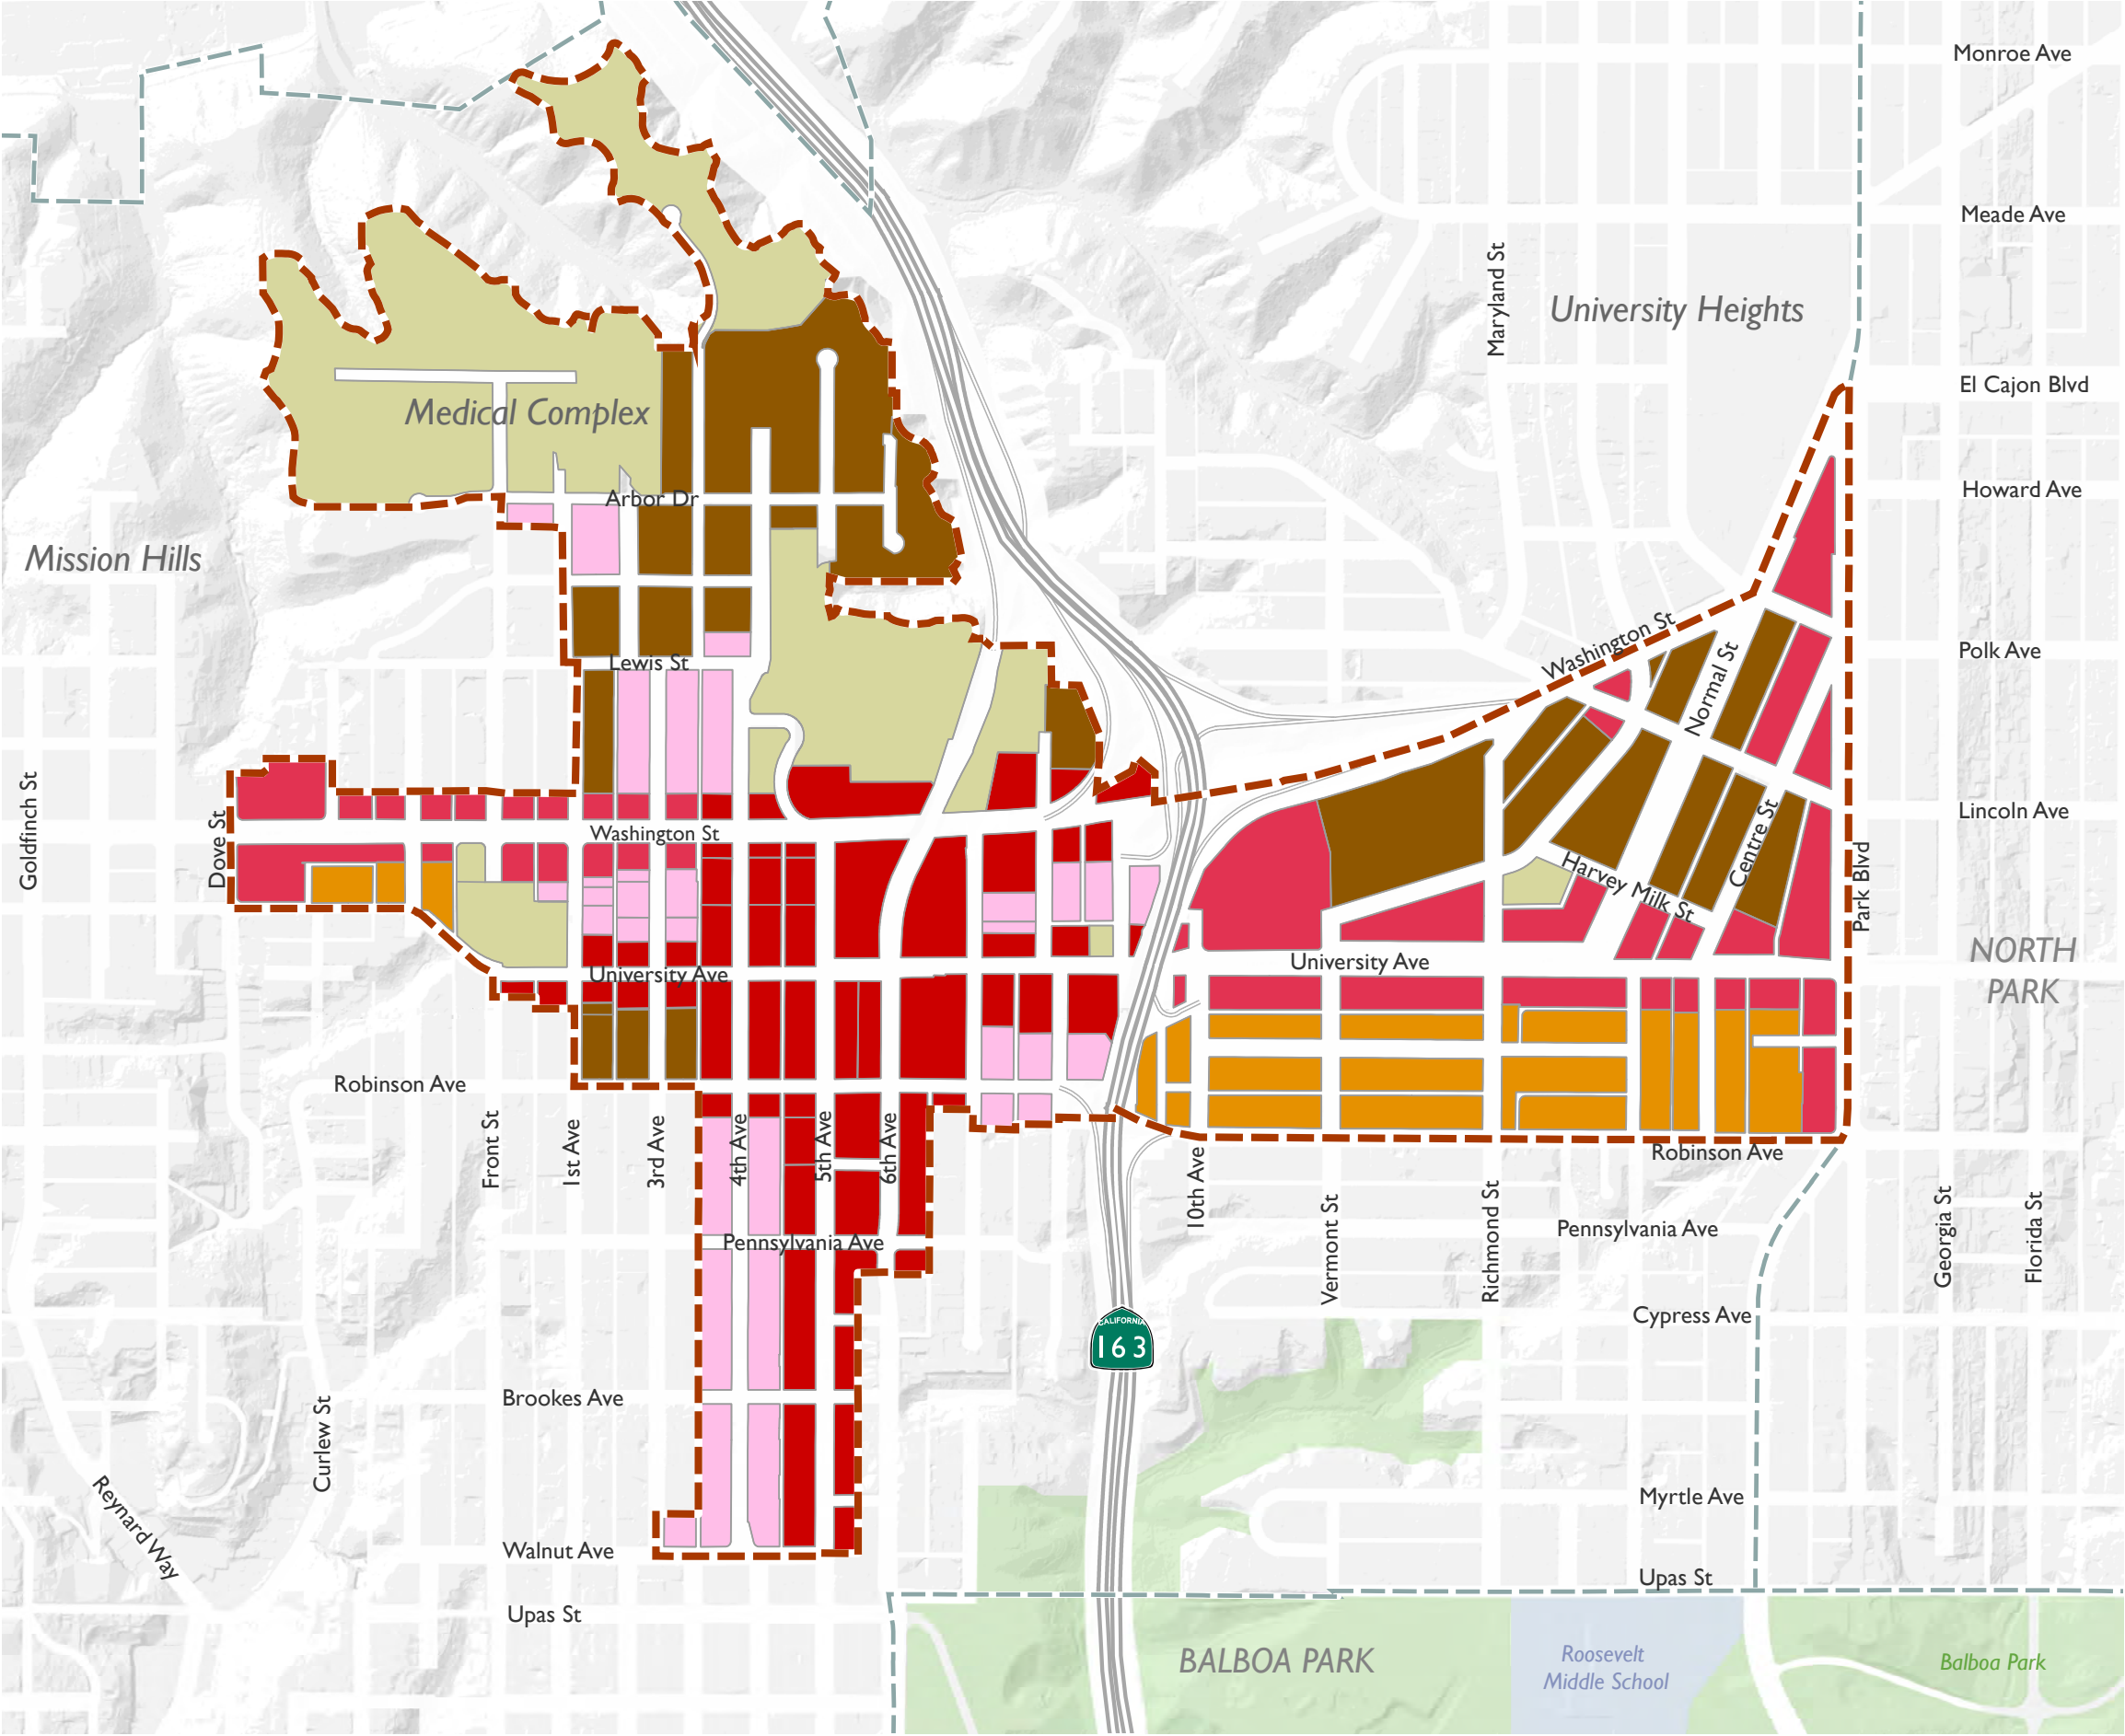 Monroe Ave
Meade Ave
Maryland St
University Heights
El Cajon Blvd
Medical Complex
Howard Ave
Arbor Dr
Mission Hills
Washington St
Polk Ave
Lewis St
Normal St
Goldfinch St
Dove St
Washington St
Centre St
Lincoln Ave
Harvey Milk St
Park Blvd
University Ave
University Ave
NORTH
PARK
Robinson Ave
Front St
1st Ave
3rd Ave
4th Ave
5th Ave
6th Ave
10th Ave
Robinson Ave
Vermont St
Richmond St
Pennsylvania Ave
Georgia St
Florida St
Pennsylvania Ave
CALIFORNIA
163
Cypress Ave
Brookes Ave
Curlew St
Reynard Way
Myrtle Ave
Walnut Ave
Upas St
Upas St
BALBOA PARK
Roosevelt
Middle School
Balboa Park